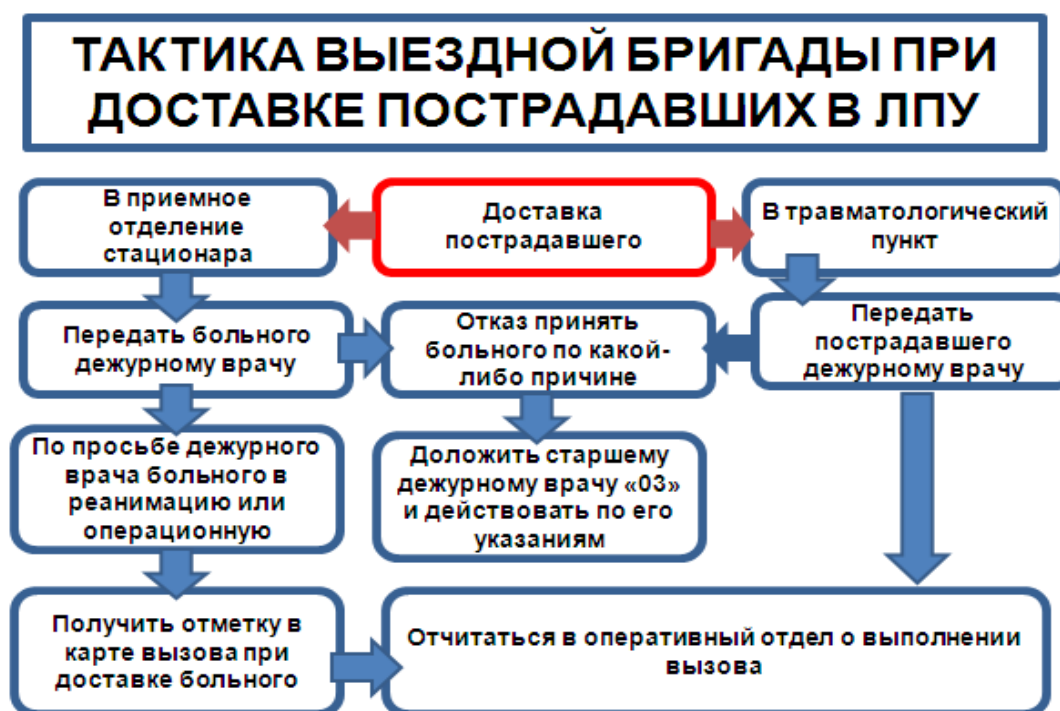 ТАКТИКА ВЫЕЗДНОЙ БРИГАДЫ ПРИ
ДОСТАВКЕ ПОСТРАДАВШИХ В ЛПУ
В приемное
отделение
стационара
Доставка
пострадавшего
В травматологический
пункт
Передать больного
дежурному врачу
Отказ принять
больного по какой-
либо причине
Передать
пострадавшего
дежурному врачу
По просьбе дежурного
врача больного в
реанимацию или
операционную
Доложить старшему
дежурному врачу «03»
и действовать по его
указаниям
Получить отметку в
карте вызова при
доставке больного
Отчитаться в оперативный отдел о выполнении
вызова